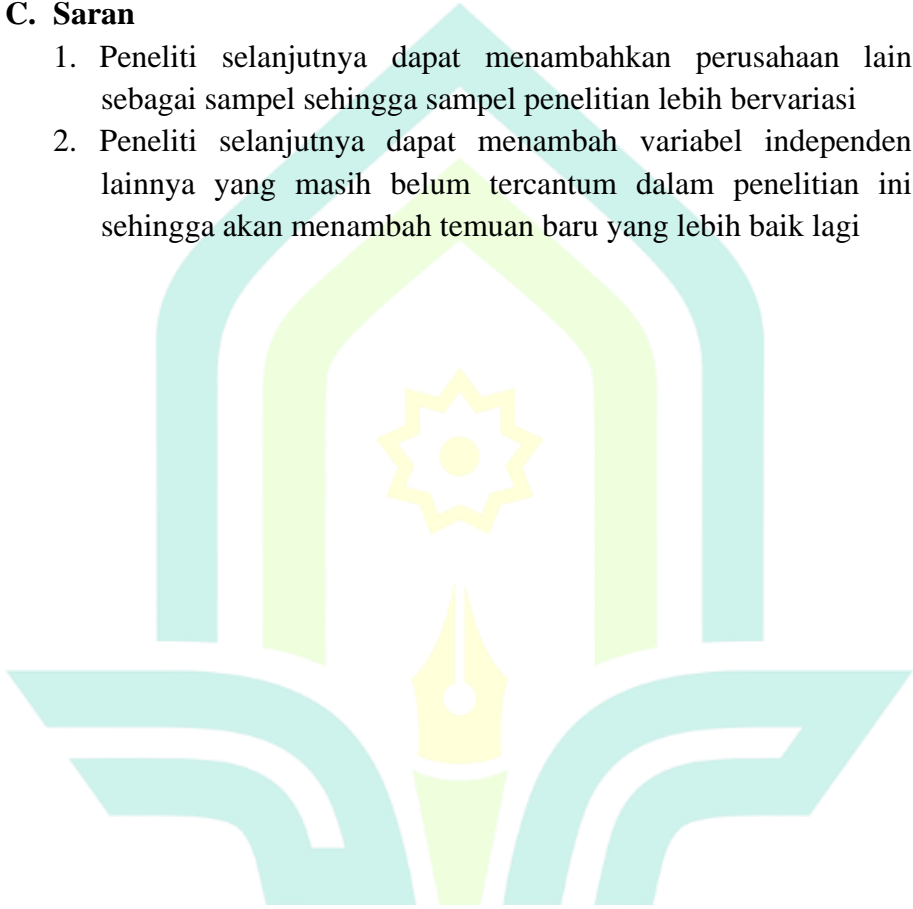 C. Saran
1. Peneliti selanjutnya dapat menambahkan perusahaan lain
sebagai sampel sehingga sampel penelitian lebih bervariasi
2. Peneliti selanjutnya dapat menambah variabel independen
lainnya yang masih belum tercantum dalam penelitian ini
sehingga akan menambah temuan baru yang lebih baik lagi